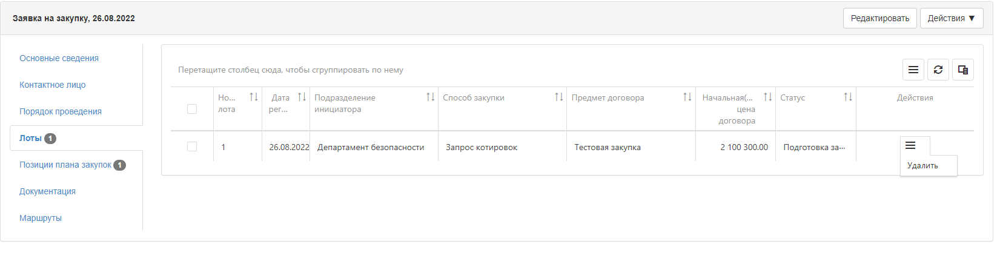 Заявка на закупку, 26.08.2022
Редактировать
Действия ▼
Основные сведения
Контактное лицо
Порядок проведения
Лоты 1
Позиции плана закупок 1
Документация
Маршруты
Перетащите столбец сюда, чтобы сгруппировать по нему
Но...
лота
Дата
рег...
Подразделение
инициатора
Способ закупки
Предмет договора
Начальная(...
цена
договора
Статус
Действия
1
26.08.2022
Департамент безопасности
Запрос котировок
Тестовая закупка
2 100 300.00
Подготовка за...
Удалить